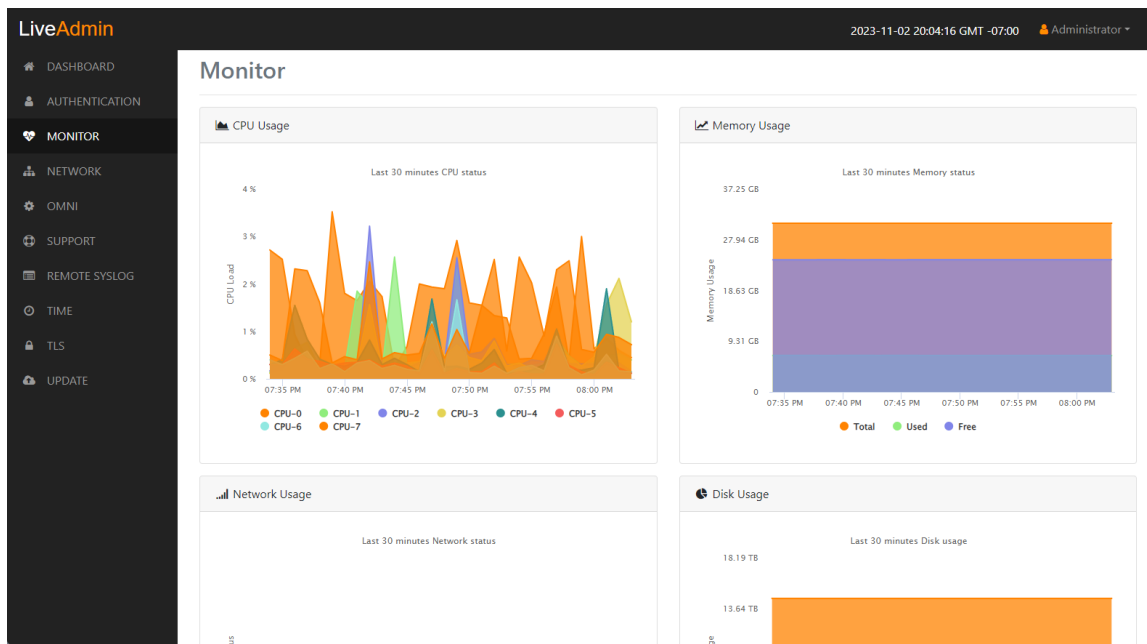 LiveAdmin
2023-11-02 20:04:16 GMT -07:00 Administrator
DASHBOARD
AUTHENTICATION
MONITOR
NETWORK
OMNI
SUPPORT
REMOTE SYSLOG
TIME
TLS
UPDATE
Monitor
CPU Usage
Last 30 minutes CPU status
4 %
3 %
2 %
1 %
0 %
CPU Load
07:35 PM 07:40 PM 07:45 PM 07:50 PM 07:55 PM 08:00 PM
CPU-0 CPU-1 CPU-2 CPU-3 CPU-4 CPU-5
CPU-6 CPU-7
Memory Usage
Last 30 minutes Memory status
37.25 GB
27.94 GB
18.63 GB
9.31 GB
0
Memory Usage
07:35 PM 07:40 PM 07:45 PM 07:50 PM 07:55 PM 08:00 PM
Total Used Free
Network Usage
Last 30 minutes Network status
Disk Usage
Last 30 minutes Disk usage
18.19 TB
13.64 TB